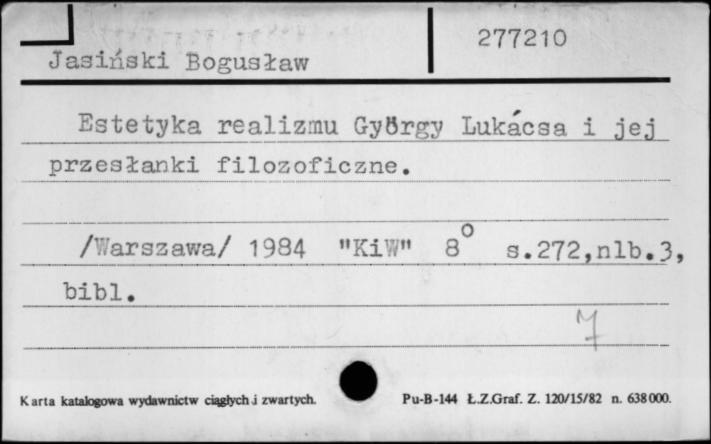 277210
Jasiński Bogusław
Estetyka realizmu György Lukácsa i jej
przesłanki filozoficzne.
/Warszawa/ 1984 "KiW" 8° s.272,nlb.3,
bibl.
Karta katalogowa wydawnictw ciągłych i zwartych. Pu-B-144 Ł.Z.Graf. Z. 120/15/82 n. 638000.